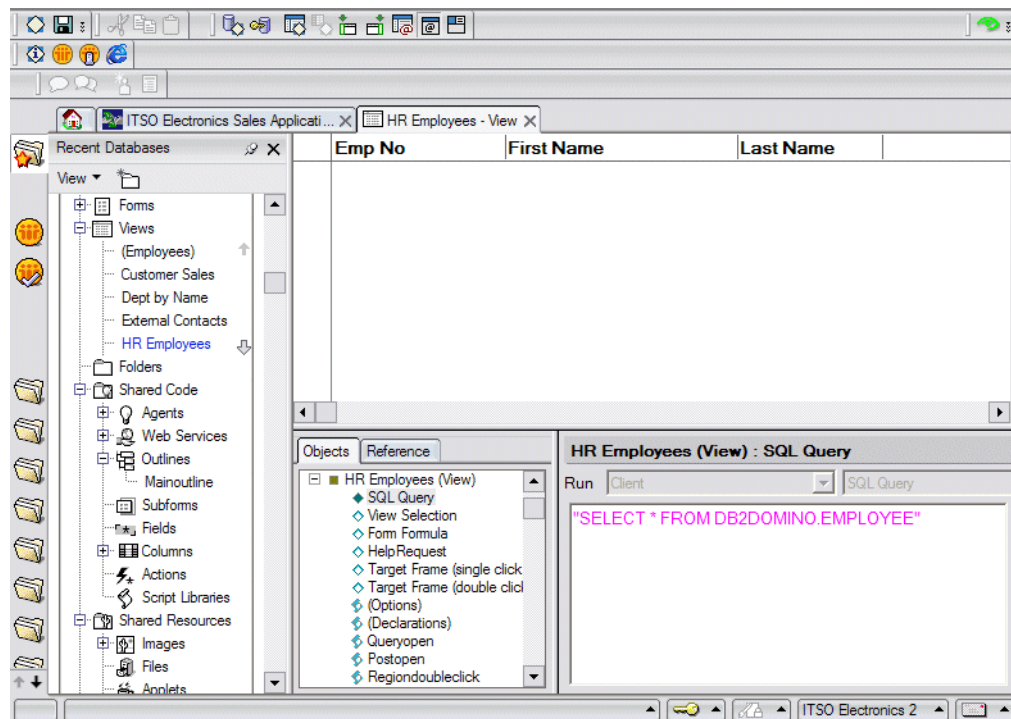 ITSO Electronics Sales Applicati...
HR Employees - View
Recent Databases
View
Forms
Views
(Employees)
Customer Sales
Dept by Name
External Contacts
HR Employees
Folders
Shared Code
Agents
Web Services
Outlines
Mainoutline
Subforms
Fields
Columns
Actions
Script Libraries
Shared Resources
Images
Files
Applets
Emp No First Name Last Name
Objects Reference
HR Employees (View)
SQL Query
View Selection
Form Formula
HelpRequest
Target Frame (single click
Target Frame (double clicl
(Options)
(Declarations)
Queryopen
Postopen
Regiondoubleclick
HR Employees (View) : SQL Query
Run Client SQL Query
"SELECT * FROM DB2DOMINO.EMPLOYEE"
ITSO Electronics 2